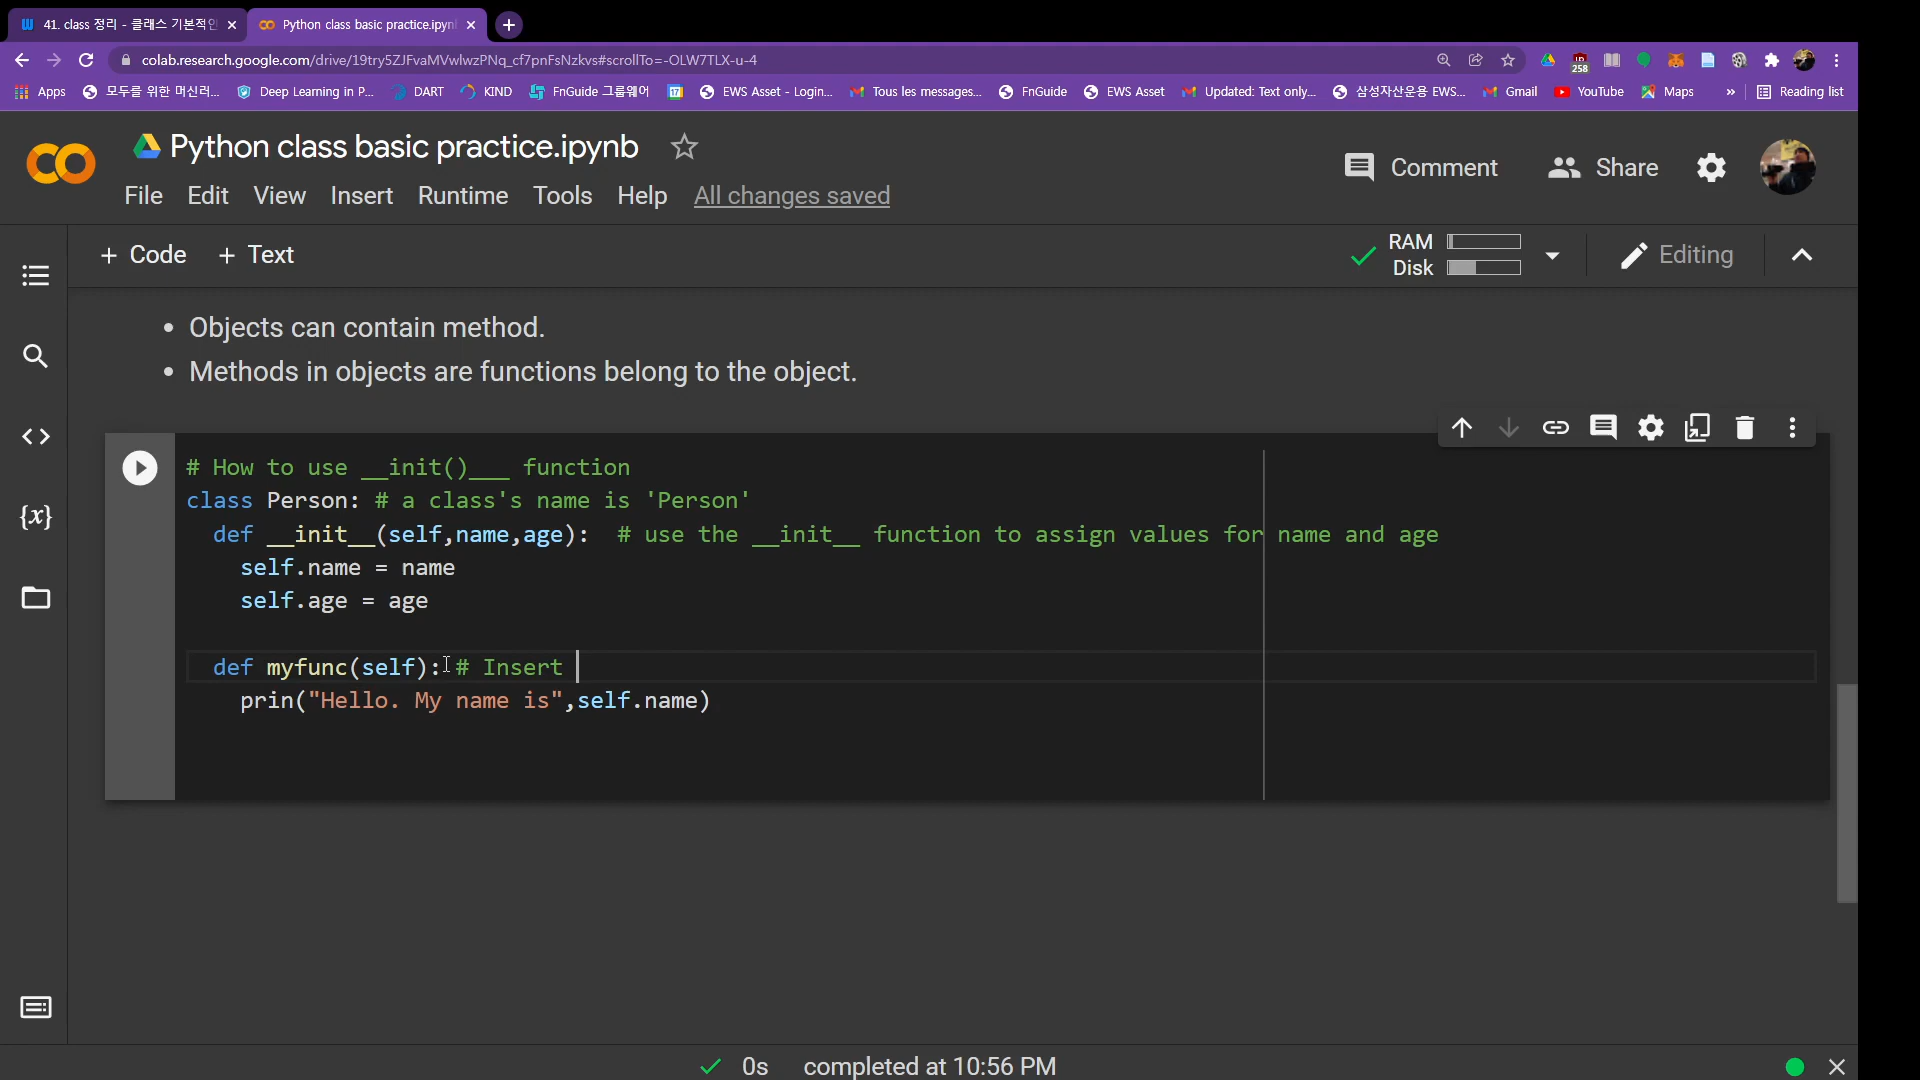 41. class 정리 - 클래스 기본적인
Python class basic practice.ipynb
colab.research.google.com/drive/19try5ZJFvaMVwlwzPNq_cf7pnFsNzkvs#scrollTo=-OLW7TLX-u-4
258
Apps
모두를 위한 머신러...
Deep Learning in P...
DART
KIND
FnGuide 그룹웨어
17
EWS Asset - Login...
Tous les messages...
FnGuide
EWS Asset
Updated: Text only...
삼성자산운용 EWS...
Gmail
YouTube
Maps
»
Reading list
Python class basic practice.ipynb
Comment
Share
File Edit View Insert Runtime Tools Help All changes saved
+ Code + Text
RAM
Disk
Editing
• Objects can contain method.
• Methods in objects are functions belong to the object.
# How to use __init()___ function
class Person: # a class's name is 'Person'
def __init__(self,name,age): # use the __init__ function to assign values for name and age
self.name = name
self.age = age
def myfunc(self):# Insert
prin("Hello. My name is",self.name)
{x}
0s completed at 10:56 PM